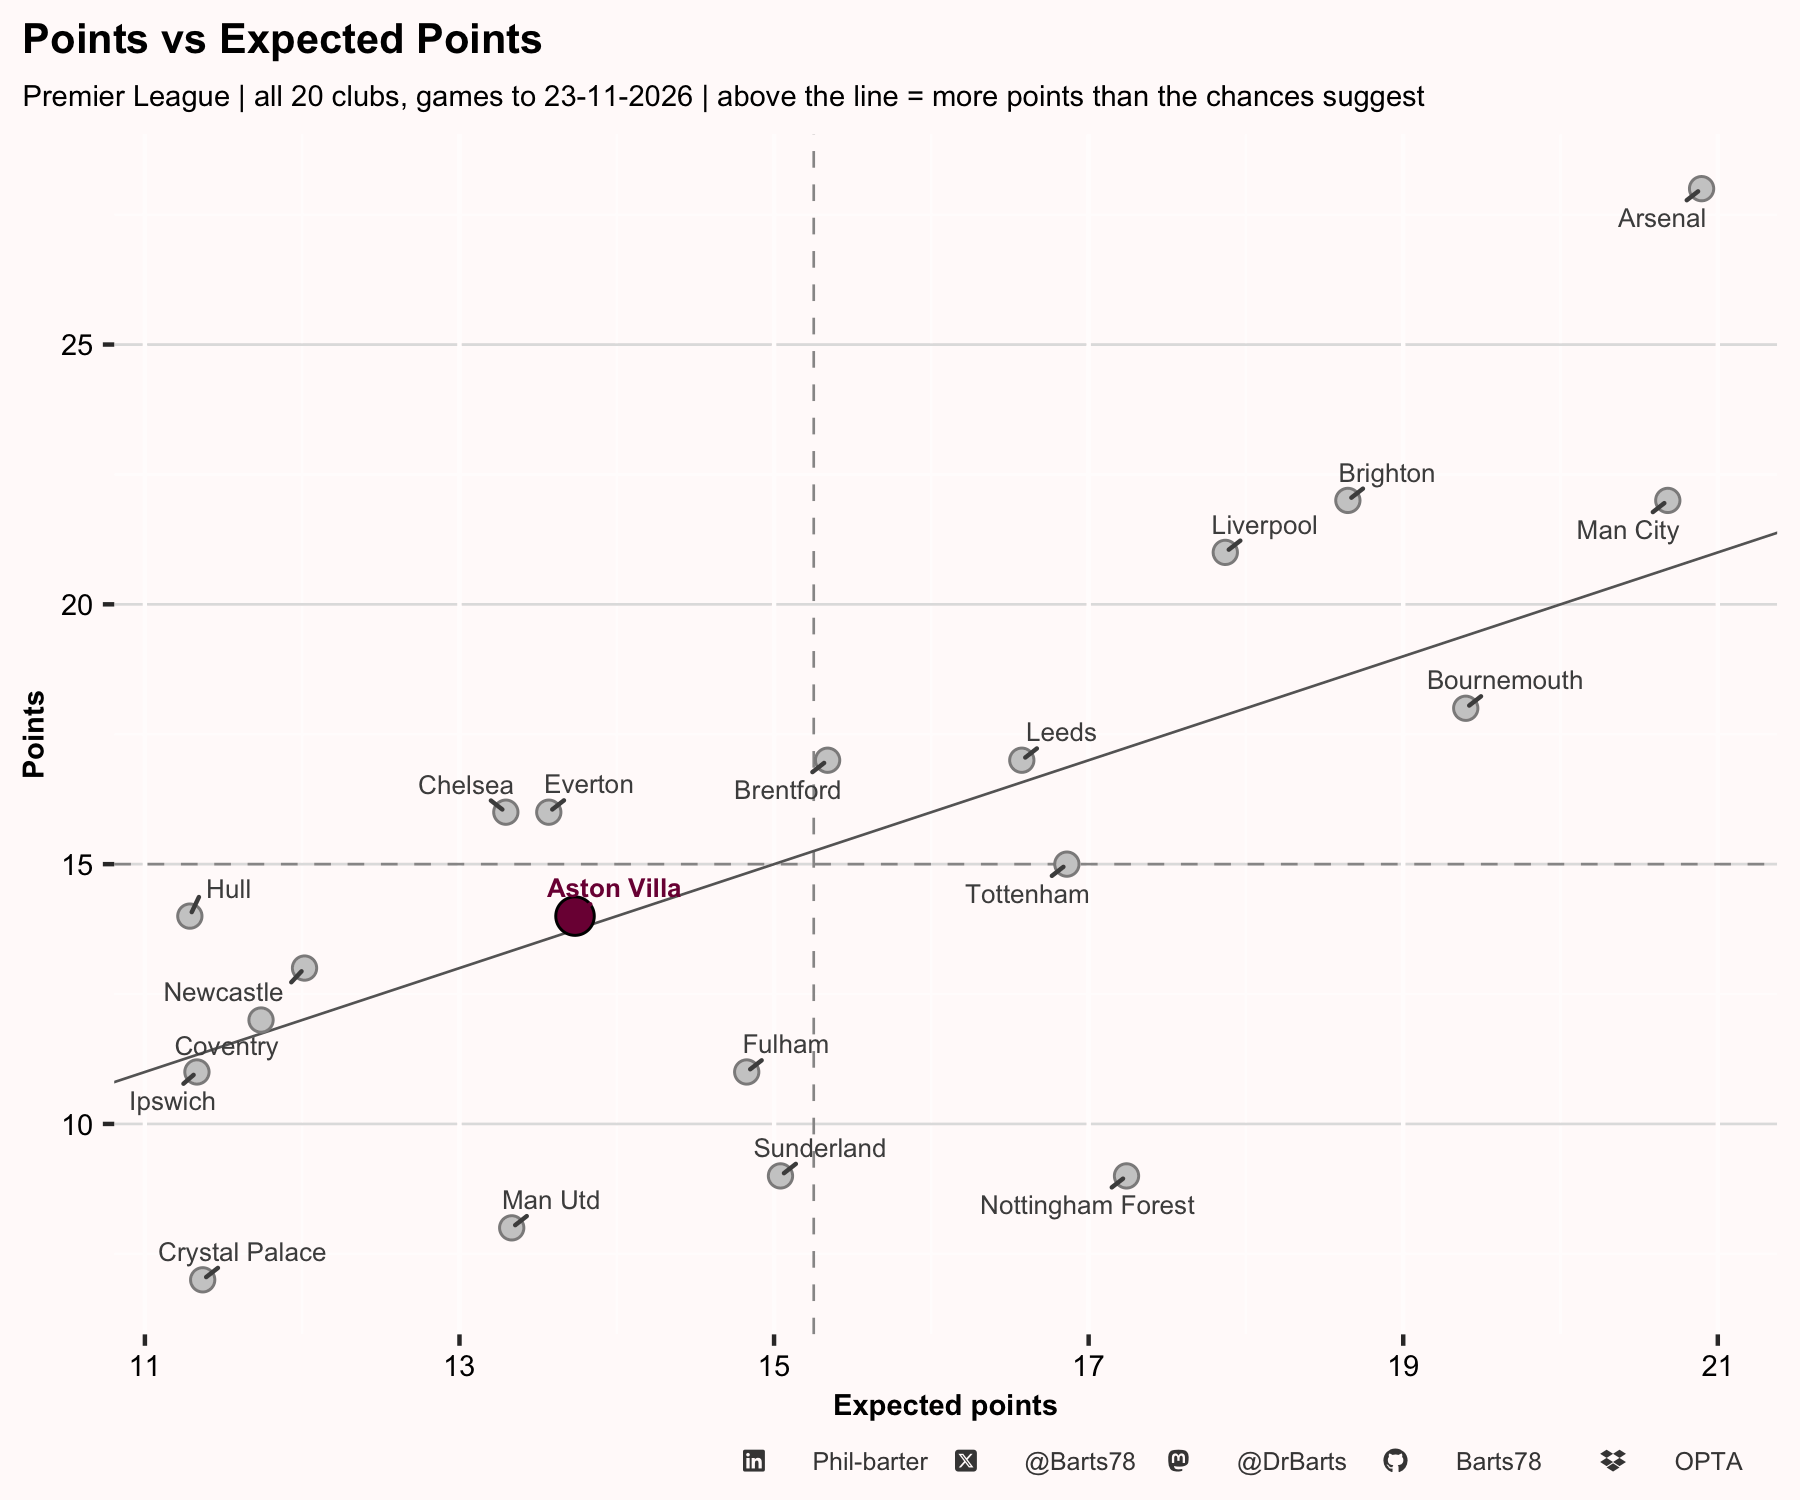 Points vs Expected Points
Premier League | all 20 clubs, games to 23-11-2026 | above the line = more points than the chances suggest
Arsenal
25
Brighton
Liverpool
Man City
20
Bournemouth
Leeds
Chelsea
Everton
Brentford
15
Hull
Aston Villa
Tottenham
Newcastle
Coventry
Fulham
Ipswich
10
Sunderland
Man Utd
Nottingham Forest
Crystal Palace
Points
11 13 15 17 19 21
Expected points
Phil-barter @Barts78 @DrBarts Barts78 OPTA